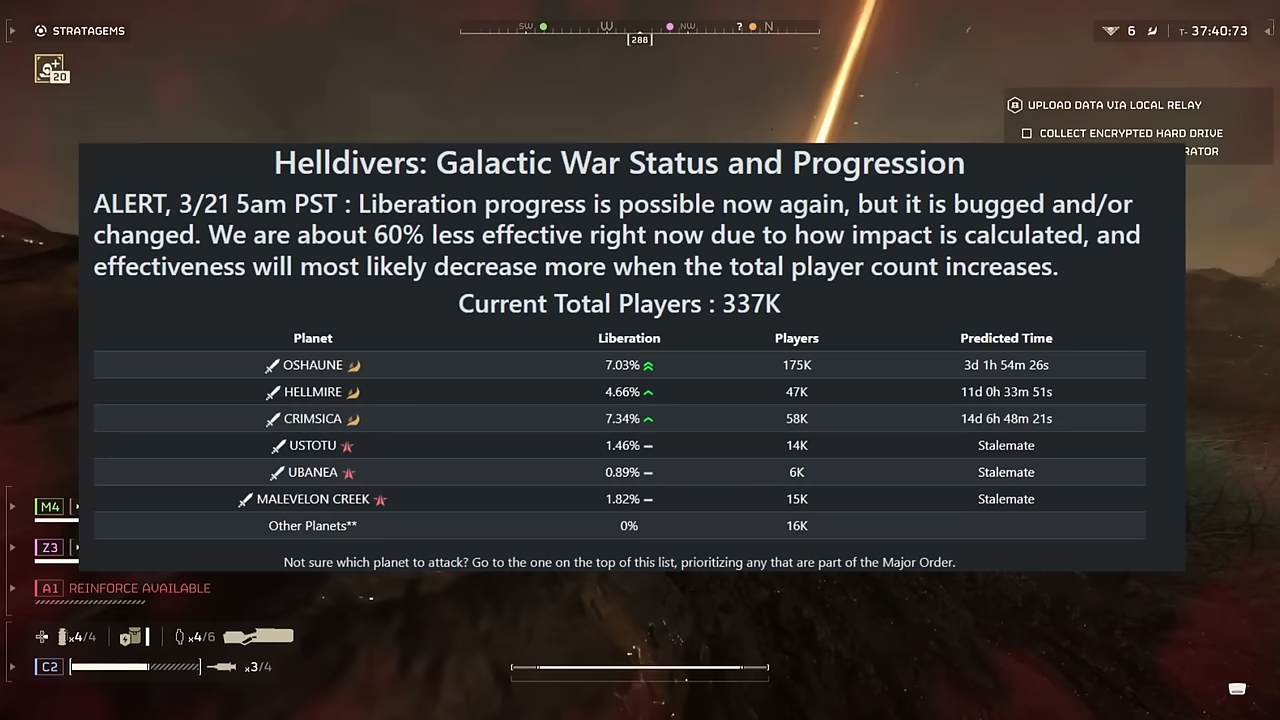 STRATAGEMS
20
SW W NW ? N
288
6 T- 37:40:73
UPLOAD DATA VIA LOCAL RELAY
COLLECT ENCRYPTED HARD DRIVE
RATOR
Helldivers: Galactic War Status and Progression
ALERT, 3/21 5am PST : Liberation progress is possible now again, but it is bugged and/or
changed. We are about 60% less effective right now due to how impact is calculated, and
effectiveness will most likely decrease more when the total player count increases.
Current Total Players : 337K
Planet Liberation Players Predicted Time
OSHAUNE 7.03% 175K 3d 1h 54m 26s
HELLMIRE 4.66% 47K 11d 0h 33m 51s
CRIMSICA 7.34% 58K 14d 6h 48m 21s
USTOTU 1.46% 14K Stalemate
UBANEA 0.89% 6K Stalemate
MALEVELON CREEK 1.82% 15K Stalemate
Other Planets** 0% 16K
Not sure which planet to attack? Go to the one on the top of this list, prioritizing any that are part of the Major Order.
M4
Z3
A1 REINFORCE AVAILABLE
x4/4 x4/6
C2 x3/4